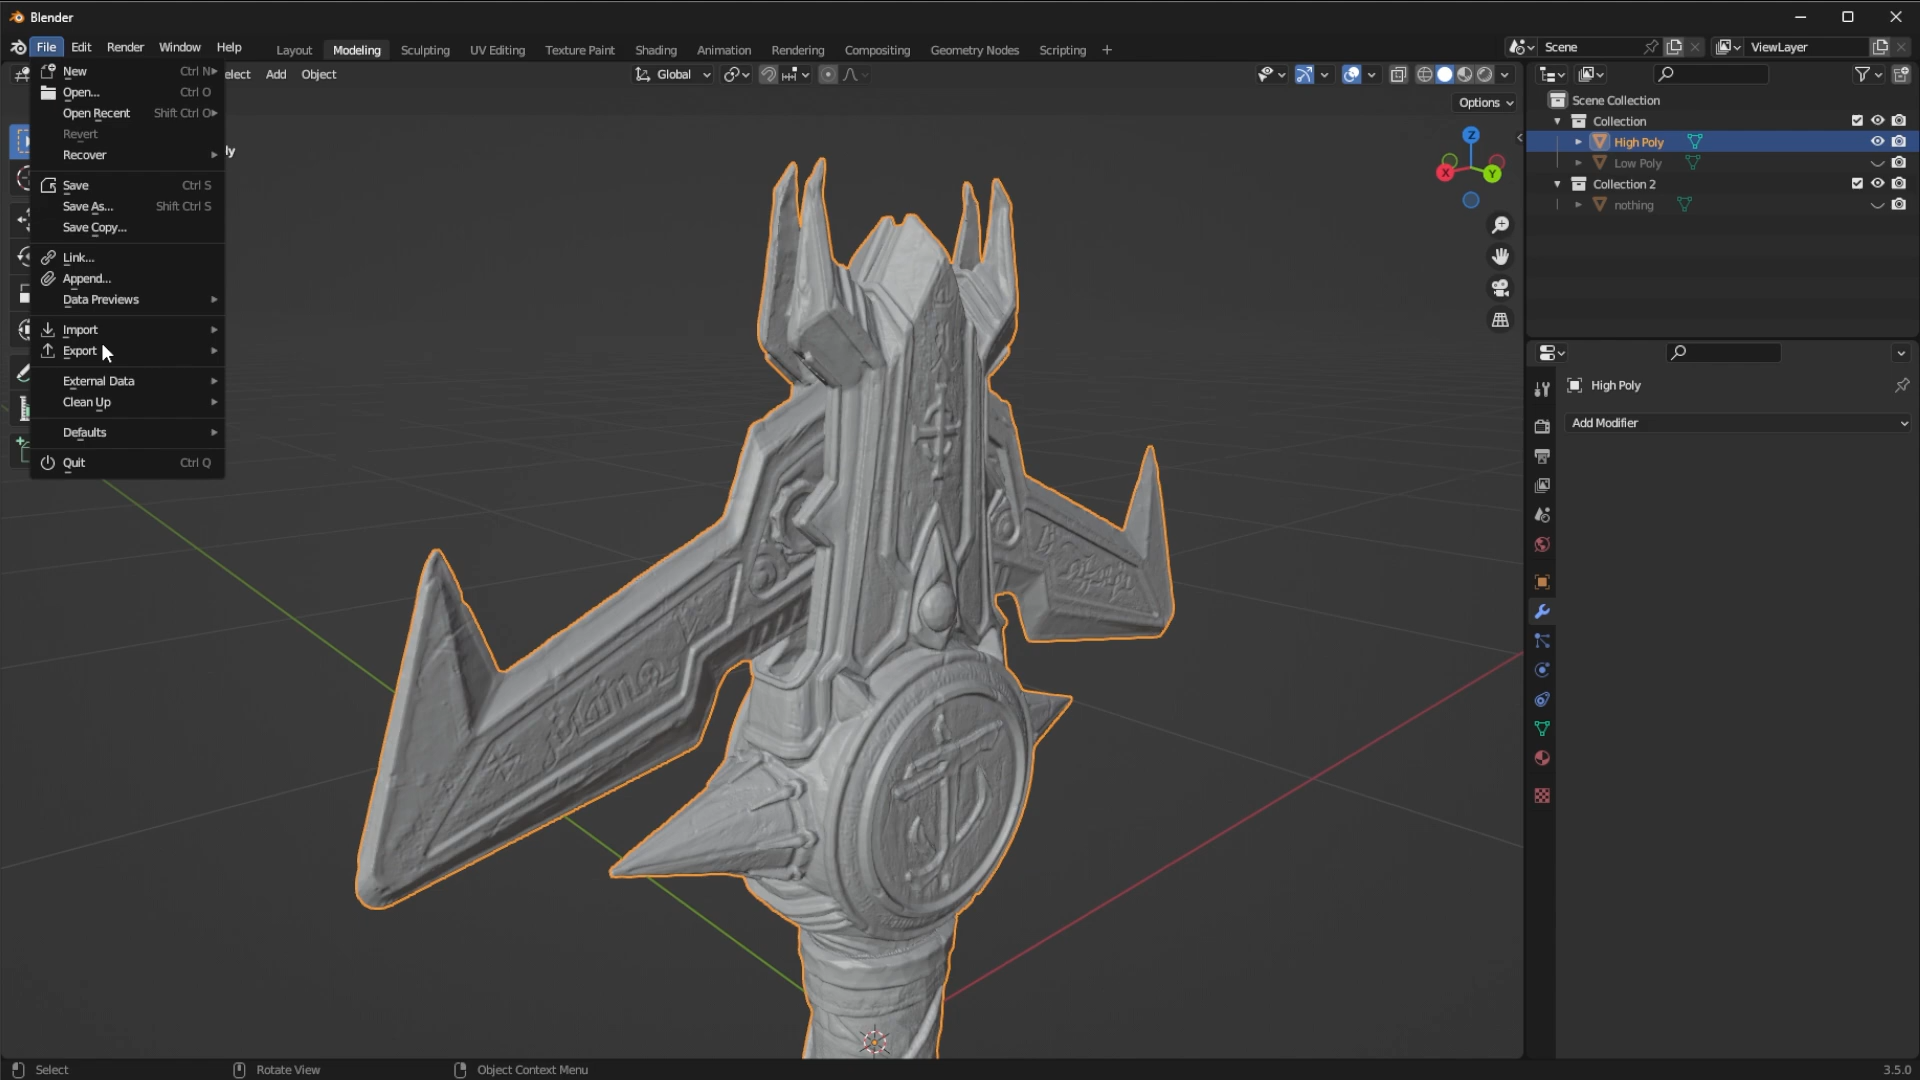 Blender
File Edit Render Window Help Layout Modeling Sculpting UV Editing Texture Paint Shading Animation Rendering Compositing Geometry Nodes Scripting + Scene ViewLayer
elect Add Object Global
New Ctrl N
Open... Ctrl O
Open Recent Shift Ctrl O
Revert
Recover
Save Ctrl S
Save As... Shift Ctrl S
Save Copy...
Link...
Append...
Data Previews
Import
Export
External Data
Clean Up
Defaults
Quit Ctrl Q
ly
Options
Z
X
Y
Scene Collection
Collection
High Poly
Low Poly
Collection 2
nothing
High Poly
Add Modifier
Select Rotate View Object Context Menu 3.5.0